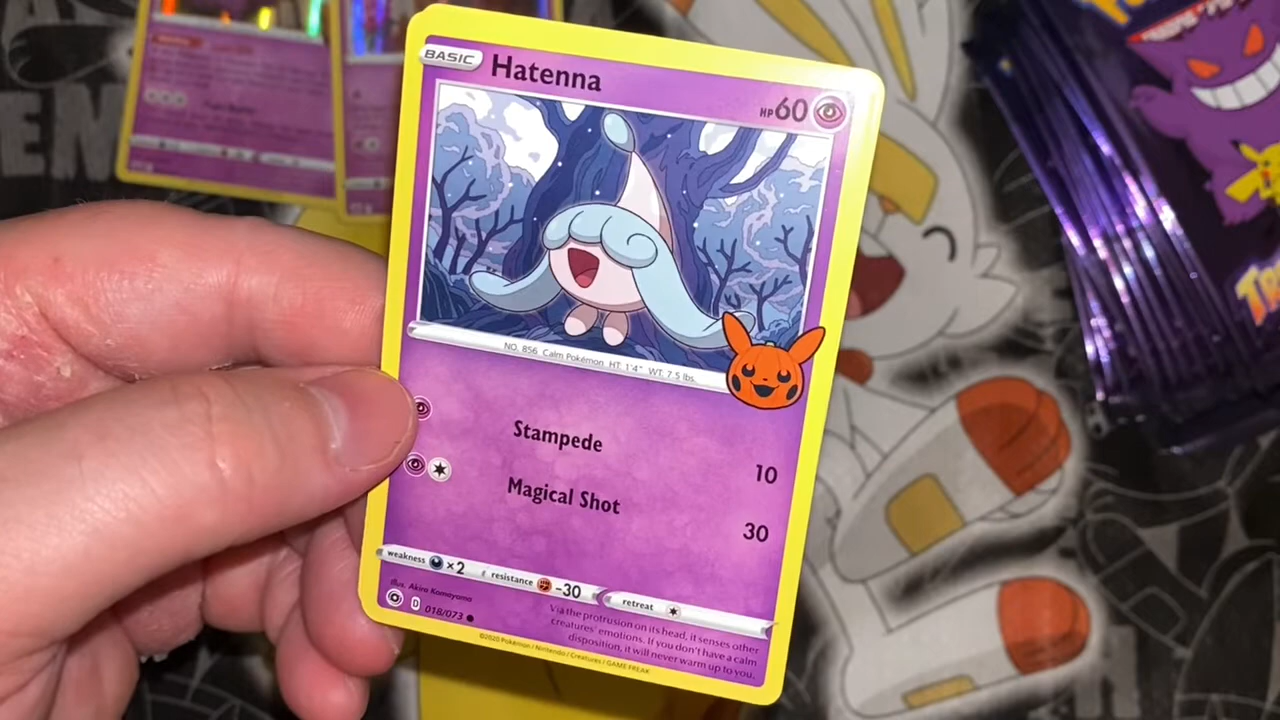 BASIC Hatenna HP 60
NO. 856 Calm Pokémon HT: 1'4" WT: 7.5 lbs.
Stampede 10
Magical Shot 30
weakness ×2 resistance -30 retreat
illus. Akira Komayama
D 018/073
Via the protrusion on its head, it senses other
creatures' emotions. If you don't have a calm
disposition, it will never warm up to you.
©2020 Pokémon / Nintendo / Creatures / GAME FREAK